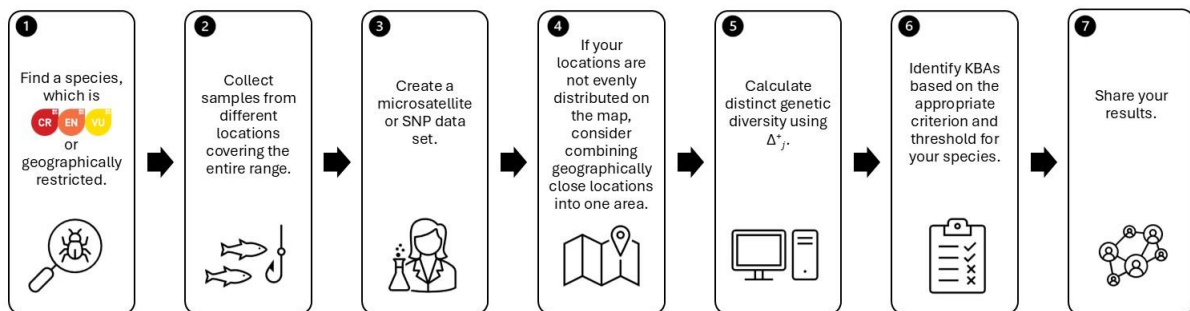 1
Find a species,
which is
CR EN VU
or
geographically
restricted.
2
Collect
samples from
different
locations
covering the
entire range.
3
Create a
microsatellite
or SNP data
set.
4
If your
locations are
not evenly
distributed on
the map,
consider
combining
geographically
close locations
into one area.
5
Calculate
distinct genetic
diversity using
Δ⁺ⱼ.
6
Identify KBAs
based on the
appropriate
criterion and
threshold for
your species.
7
Share your
results.